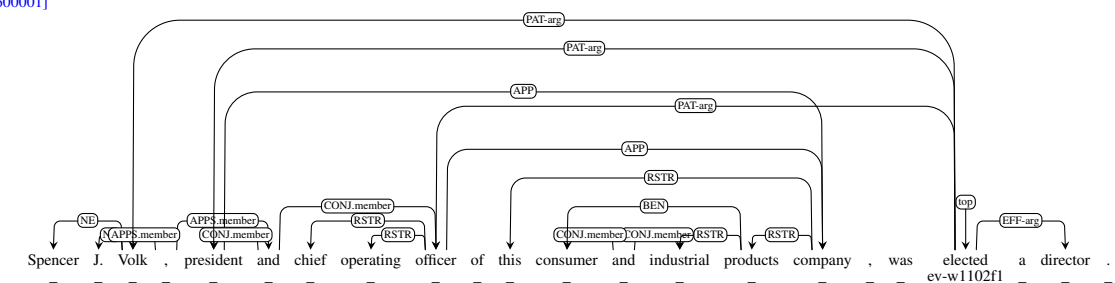 PAT-arg
PAT-arg
APP
PAT-arg
APP
RSTR
top
CONJ.member BEN
NE APPS.member RSTR EFF-arg
APPS.member CONJ.member RSTR CONJ.member CONJ.member RSTR RSTR
Spencer J. Volk , president and chief operating officer of this consumer and industrial products company , was elected a director .
_ _ _ _ _ _ _ _ _ _ _ _ _ _ _ _ _ _ ev-w1102f1 _ _ _